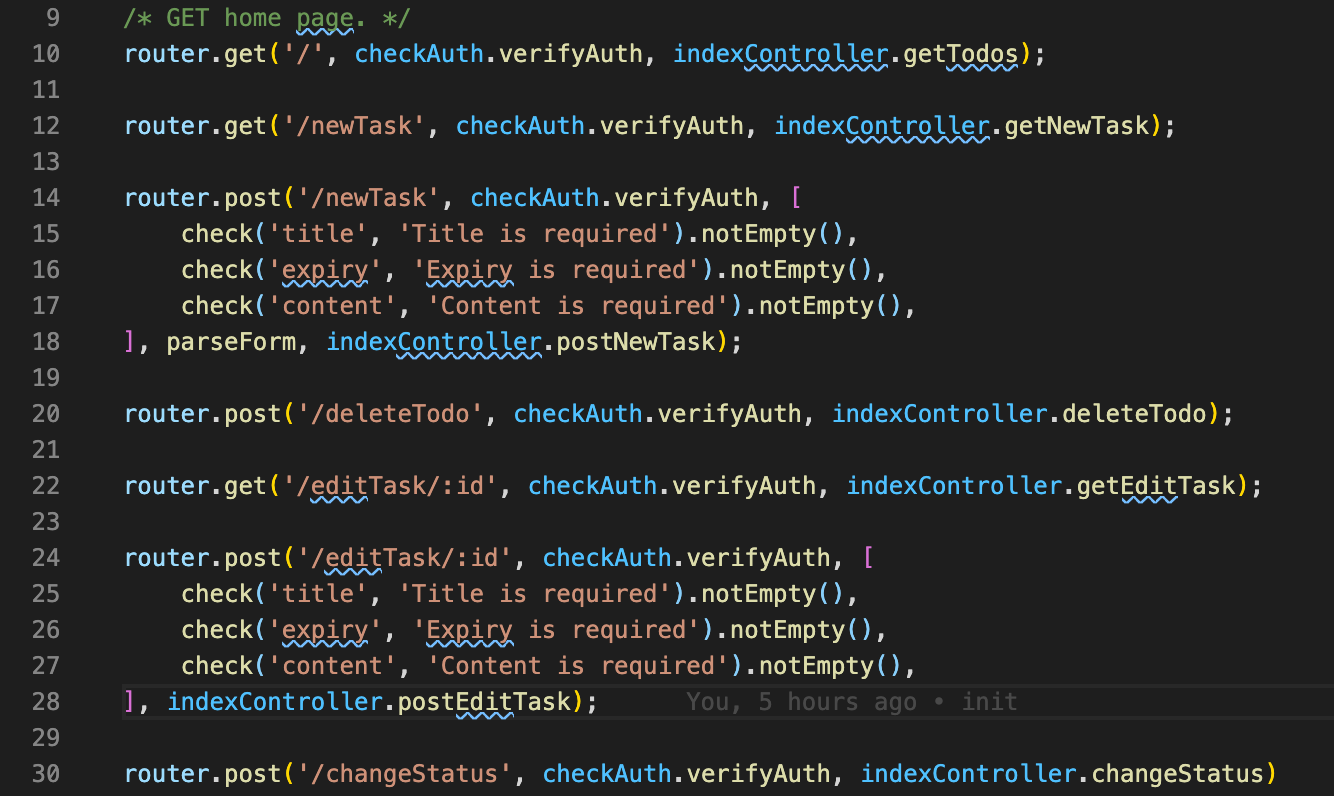 9 /* GET home page. */
10 router.get('/', checkAuth.verifyAuth, indexController.getTodos);
11
12 router.get('/newTask', checkAuth.verifyAuth, indexController.getNewTask);
13
14 router.post('/newTask', checkAuth.verifyAuth, [
15     check('title', 'Title is required').notEmpty(),
16     check('expiry', 'Expiry is required').notEmpty(),
17     check('content', 'Content is required').notEmpty(),
18 ], parseForm, indexController.postNewTask);
19
20 router.post('/deleteTodo', checkAuth.verifyAuth, indexController.deleteTodo);
21
22 router.get('/editTask/:id', checkAuth.verifyAuth, indexController.getEditTask);
23
24 router.post('/editTask/:id', checkAuth.verifyAuth, [
25     check('title', 'Title is required').notEmpty(),
26     check('expiry', 'Expiry is required').notEmpty(),
27     check('content', 'Content is required').notEmpty(),
28 ], indexController.postEditTask);      You, 5 hours ago • init
29
30 router.post('/changeStatus', checkAuth.verifyAuth, indexController.changeStatus)